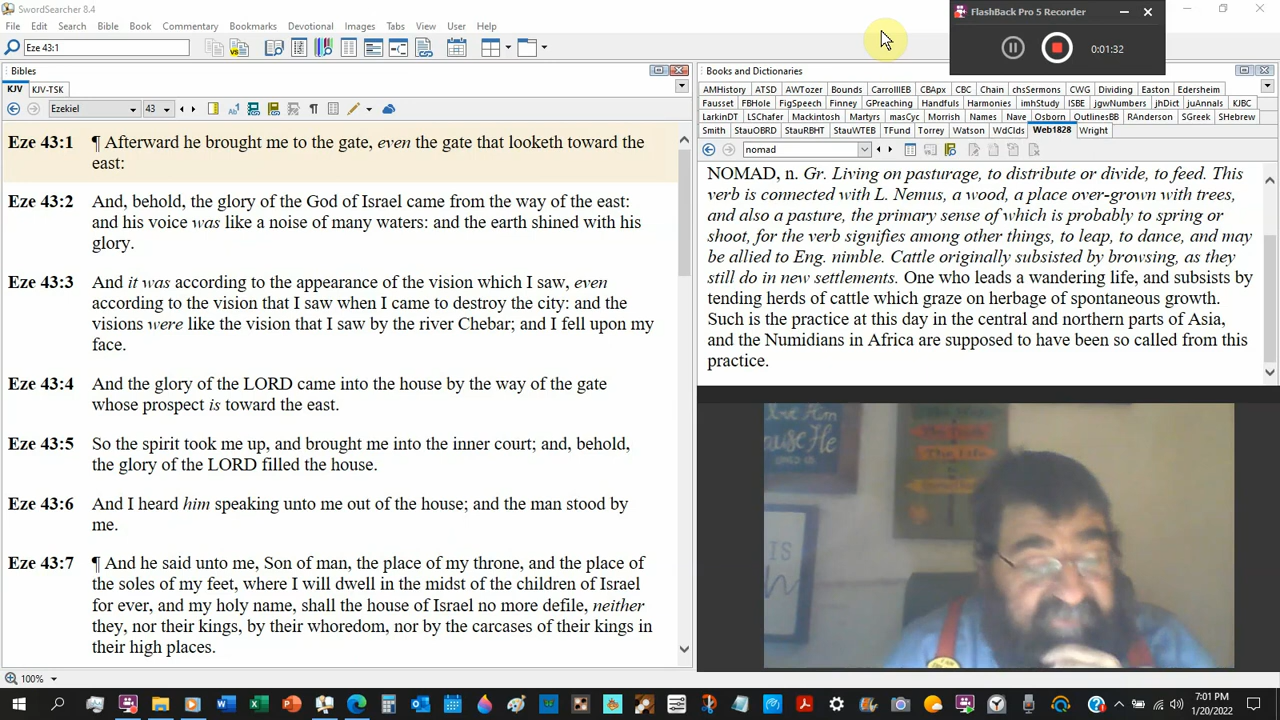 SwordSearcher 8.4
File Edit Search Bible Book Commentary Bookmarks Devotional Images Tabs View User Help
Eze 43:1
FlashBack Pro 5 Recorder
0:01:32
Bibles
KJV KJV-TSK
Ezekiel 43
Eze 43:1 ¶ Afterward he brought me to the gate, even the gate that looketh toward the
east:
Eze 43:2 And, behold, the glory of the God of Israel came from the way of the east:
and his voice was like a noise of many waters: and the earth shined with his
glory.
Eze 43:3 And it was according to the appearance of the vision which I saw, even
according to the vision that I saw when I came to destroy the city: and the
visions were like the vision that I saw by the river Chebar; and I fell upon my
face.
Eze 43:4 And the glory of the LORD came into the house by the way of the gate
whose prospect is toward the east.
Eze 43:5 So the spirit took me up, and brought me into the inner court; and, behold,
the glory of the LORD filled the house.
Eze 43:6 And I heard him speaking unto me out of the house; and the man stood by
me.
Eze 43:7 ¶ And he said unto me, Son of man, the place of my throne, and the place of
the soles of my feet, where I will dwell in the midst of the children of Israel
for ever, and my holy name, shall the house of Israel no more defile, neither
they, nor their kings, by their whoredom, nor by the carcases of their kings in
their high places.
100%
Books and Dictionaries
AMHistory ATSD AWTozer Bounds CarrollIEB CBApx CBC Chain chsSermons CWG Dividing Easton Edersheim
Fausset FBHole FigSpeech Finney GPreaching Handfuls Harmonies imhStudy ISBE jgwNumbers jhDict juAnnals KJBC
LarkinDT LSChafer Mackintosh Martyrs masCyc Morrish Names Naves Osborn OutlinesBB RAnderson SGreek SHebrew
Smith StauOBRD StauRBHT StauWTEB TFund Torrey Watson WdClds Web1828 Wright
nomad
NOMAD, n. Gr. Living on pasturage, to distribute or divide, to feed. This
verb is connected with L. Nemus, a wood, a place over-grown with trees,
and also a pasture, the primary sense of which is probably to spring or
shoot, for the verb signifies among other things, to leap, to dance, and may
be allied to Eng. nimble. Cattle originally subsisted by browsing, as they
still do in new settlements. One who leads a wandering life, and subsists by
tending herds of cattle which graze on herbage of spontaneous growth.
Such is the practice at this day in the central and northern parts of Asia,
and the Numidians in Africa are supposed to have been so called from this
practice.
7:01 PM
1/20/2022